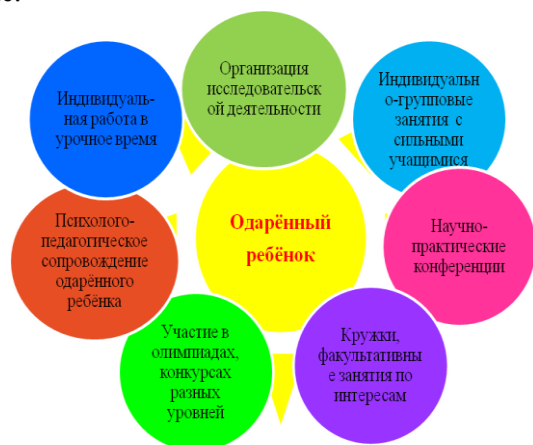 Организация
исследовательск
ой деятельности
Индивидуальн
о-групповые
занятия с
сильными
учащимися
Научно-
практические
конференции
Кружки,
факультативны
е занятия по
интересам
Участие в
олимпиадах,
конкурсах
разных
уровней
Психолого-
педагогическое
сопровождение
одарённого
ребёнка
Индивидуаль-
ная работа в
урочное время
Одарённый
ребёнок